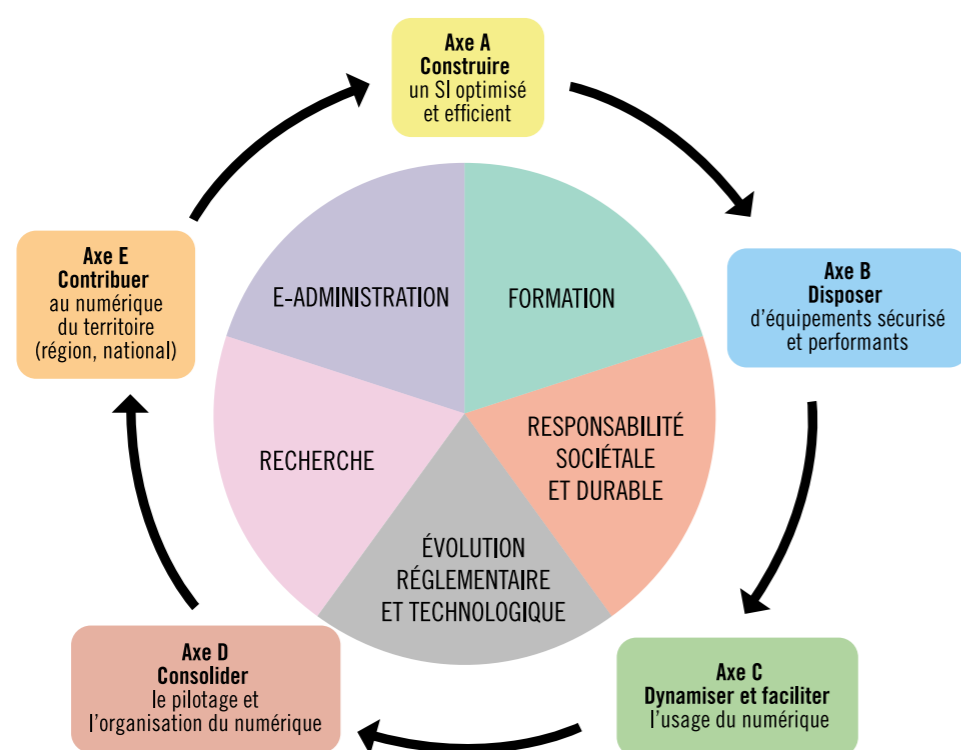 Axe A
Construire
un SI optimisé
et efficient
Axe B
Disposer
d'équipements sécurisé
et performants
Axe C
Dynamiser et faciliter
l'usage du numérique
Axe D
Consolider
le pilotage et
l'organisation du numérique
Axe E
Contribuer
au numérique
du territoire
(région, national)
E-ADMINISTRATION
FORMATION
RESPONSABILITÉ
SOCIÉTALE
ET DURABLE
ÉVOLUTION
RÉGLEMENTAIRE
ET TECHNOLOGIQUE
RECHERCHE